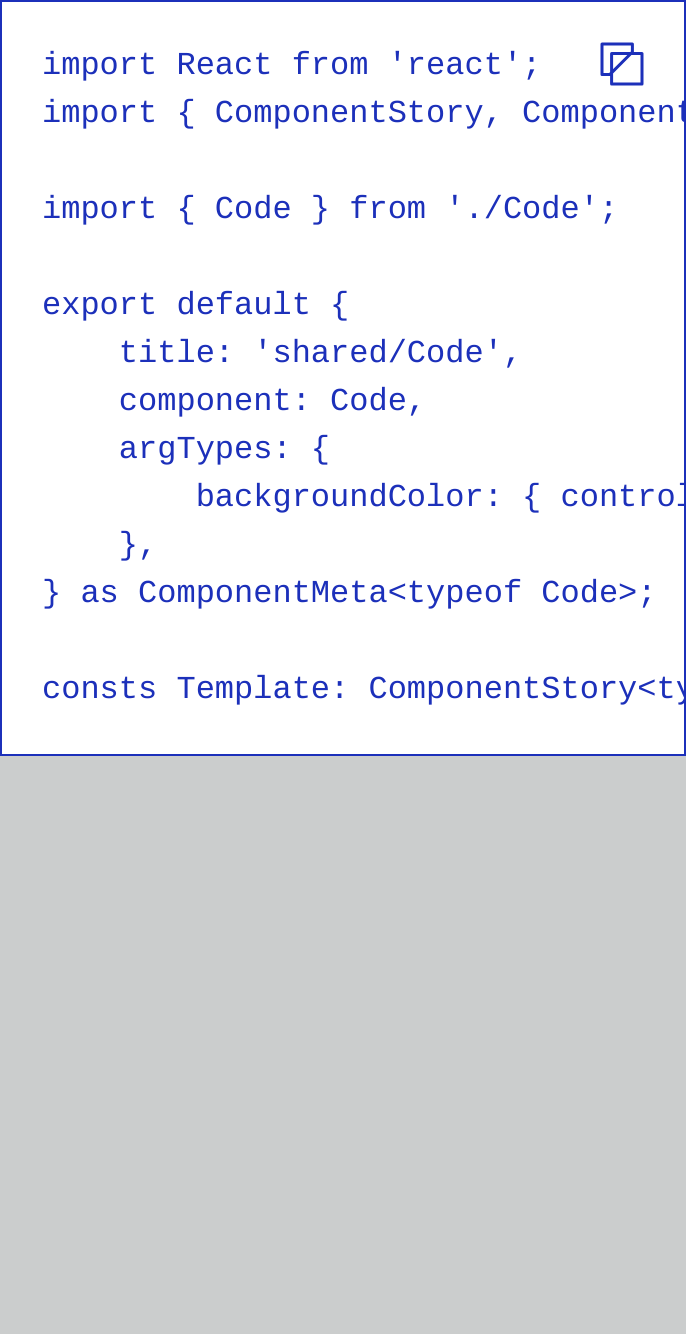 import React from 'react';
import { ComponentStory, Component
import { Code } from './Code';
export default {
title: 'shared/Code',
component: Code,
argTypes: {
backgroundColor: { control
},
} as ComponentMeta<typeof Code>;
consts Template: ComponentStory<ty